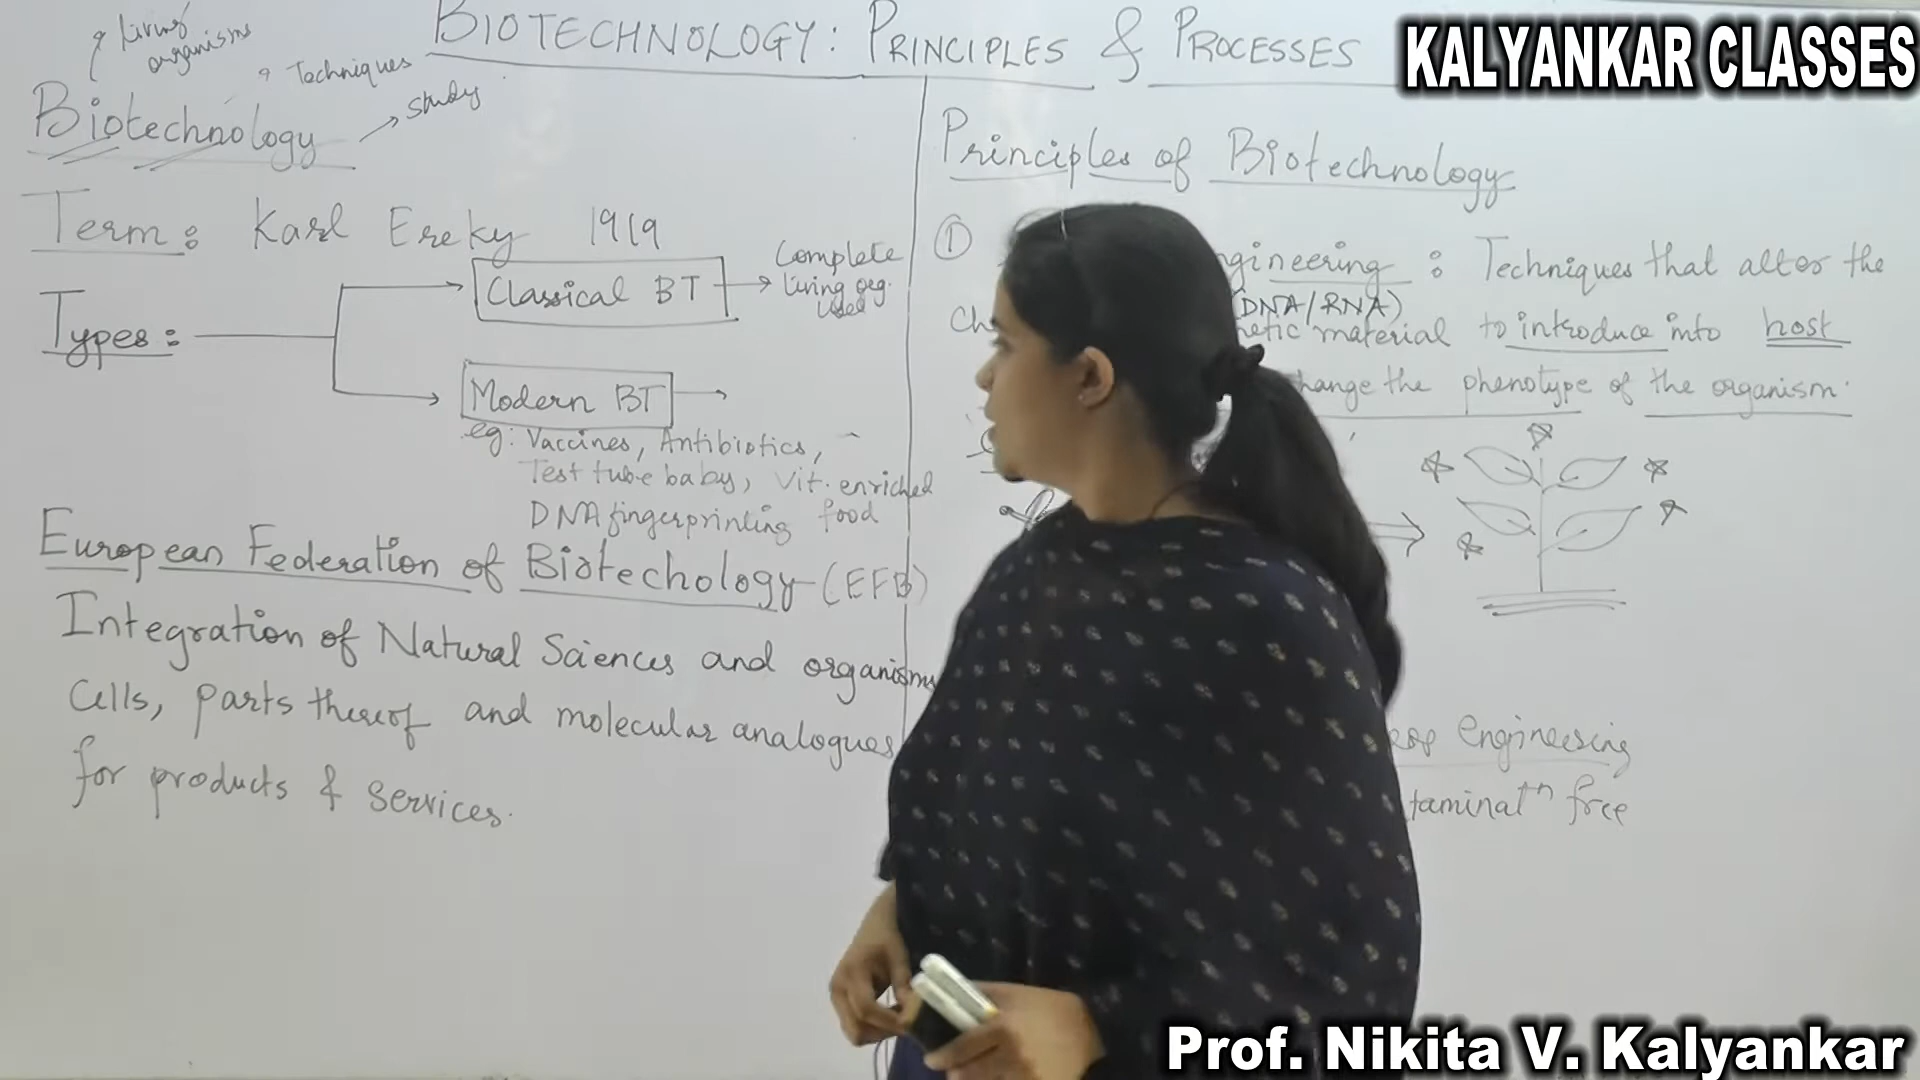 BIOTECHNOLOGY: PRINCIPLES & PROCESSES
KALYANKAR CLASSES
living organisms
Techniques
study
Biotechnology
Term: Karl Ereky 1919
Types:
Classical BT
Complete
living org.
used
Modern BT
eg: Vaccines, Antibiotics,
Test tube baby, Vit. enriched
DNA fingerprinting food
European Federation of Biotechology (EFB)
Integration of Natural Sciences and organisms
Cells, parts thereof and molecular analogues
for products & services.
Principles of Biotechnology
① ngineering : Techniques that alter the
(DNA/RNA)
Ch netic material to introduce into host
hange the phenotype of the organism.
engineering
taminatn free
Prof. Nikita V. Kalyankar